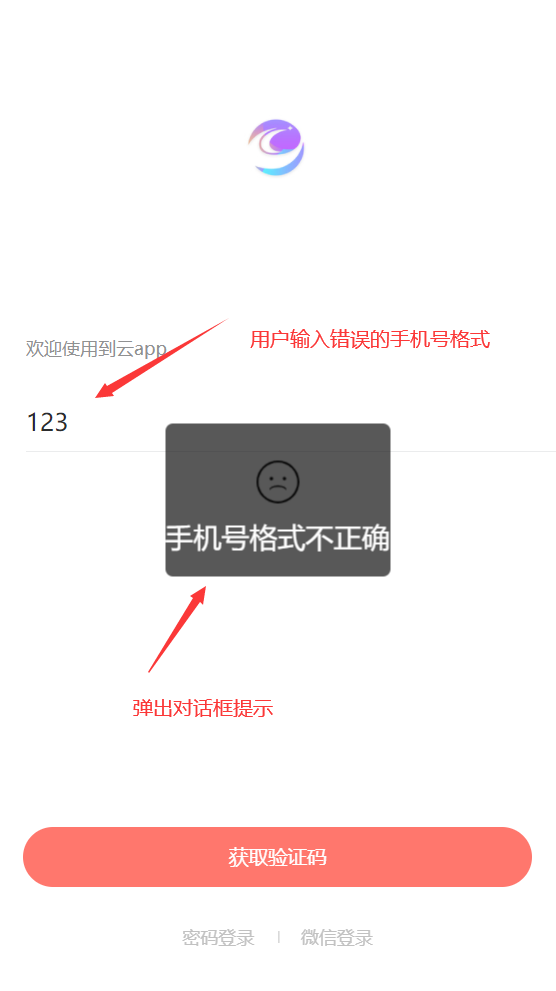 用户输入错误的手机号格式
欢迎使用到云app
123
手机号格式不正确
弹出对话框提示
获取验证码
密码登录 | 微信登录